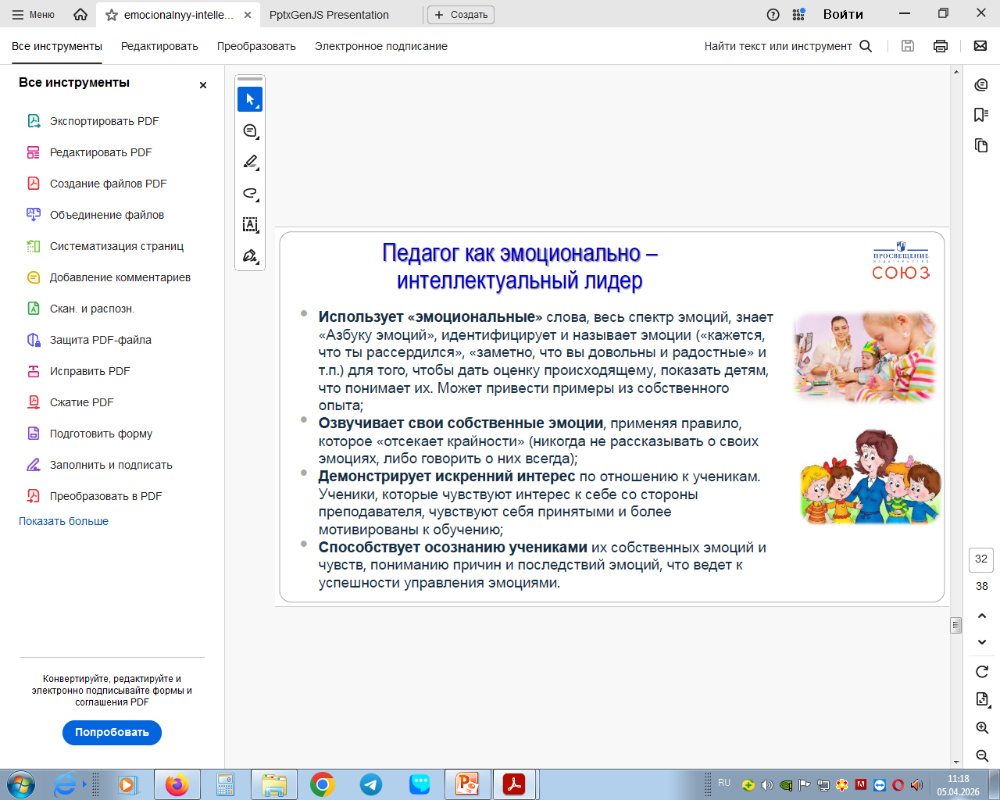 Меню
emocionalnyy-intelle...
PptxGenJS Presentation
Создать
Войти
Все инструменты
Редактировать
Преобразовать
Электронное подписание
Найти текст или инструмент
Все инструменты
Экспортировать PDF
Редактировать PDF
Создание файлов PDF
Объединение файлов
Систематизация страниц
Добавление комментариев
Скан. и распозн.
Защита PDF-файла
Исправить PDF
Сжатие PDF
Подготовить форму
Заполнить и подписать
Преобразовать в PDF
Показать больше
Конвертируйте, редактируйте и
электронно подписывайте формы и
соглашения PDF
Попробовать
Педагог как эмоционально –
интеллектуальный лидер
ПРОСВЕЩЕНИЕ
ИЗДАТЕЛЬСТВО
СОЮЗ
Использует «эмоциональные» слова, весь спектр эмоций, знает
«Азбуку эмоций», идентифицирует и называет эмоции («кажется,
что ты рассердился», «заметно, что вы довольны и радостные» и
т.п.) для того, чтобы дать оценку происходящему, показать детям,
что понимает их. Может привести примеры из собственного
опыта;
Озвучивает свои собственные эмоции, применяя правило,
которое «отсекает крайности» (никогда не рассказывать о своих
эмоциях, либо говорить о них всегда);
Демонстрирует искренний интерес по отношению к ученикам.
Ученики, которые чувствуют интерес к себе со стороны
преподавателя, чувствуют себя принятыми и более
мотивированы к обучению;
Способствует осознанию учениками их собственных эмоций и
чувств, пониманию причин и последствий эмоций, что ведет к
успешности управления эмоциями.
32
38
RU
11:18
05.04.2026